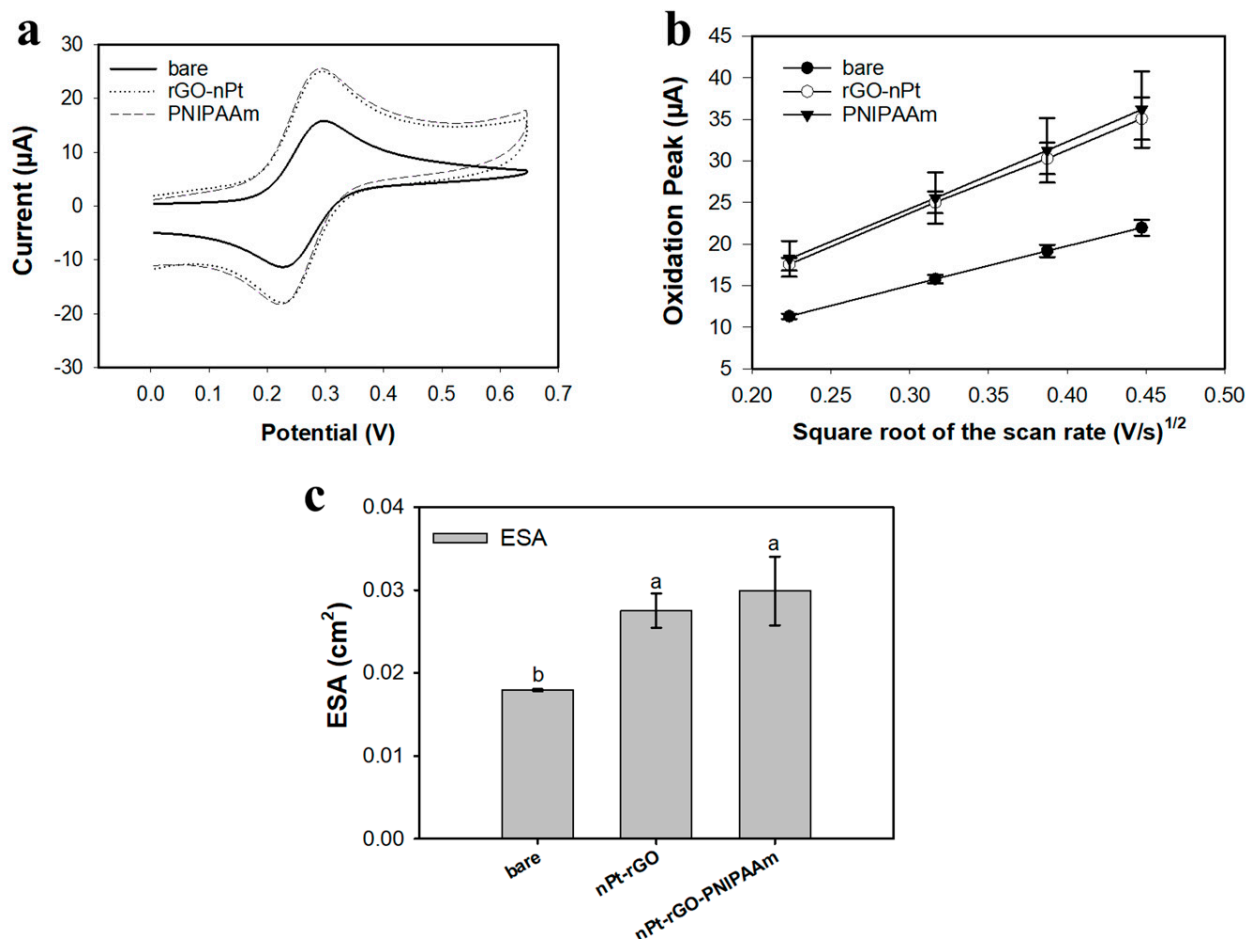 a
30
20
10
0
-10
-20
-30
Current (µA)
bare
rGO-nPt
PNIPAAm
0.0 0.1 0.2 0.3 0.4 0.5 0.6 0.7
Potential (V)
b
45
40
35
30
25
20
15
10
5
Oxidation Peak (µA)
bare
rGO-nPt
PNIPAAm
0.20 0.25 0.30 0.35 0.40 0.45 0.50
Square root of the scan rate (V/s)1/2
c
0.04
0.03
0.02
0.01
0.00
ESA (cm2)
ESA
b
a
a
bare
nPt-rGO
nPt-rGO-PNIPAAm